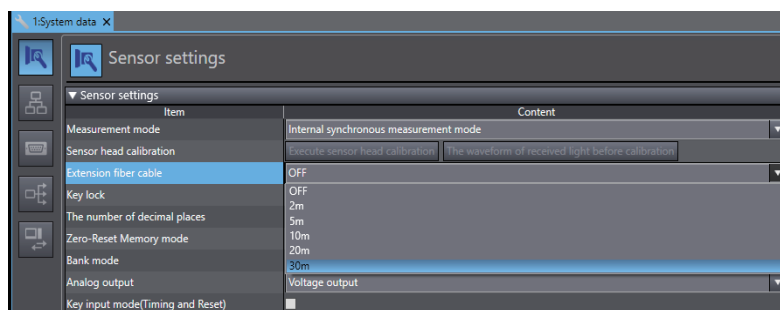 1:System data X
Sensor settings
▼ Sensor settings
Item Content
Measurement mode Internal synchronous measurement mode
Sensor head calibration Execute sensor head calibration The waveform of received light before calibration
Extension fiber cable OFF
Key lock OFF
2m
The number of decimal places 5m
Zero-Reset Memory mode 10m
20m
Bank mode 30m
Analog output Voltage output
Key input mode(Timing and Reset)